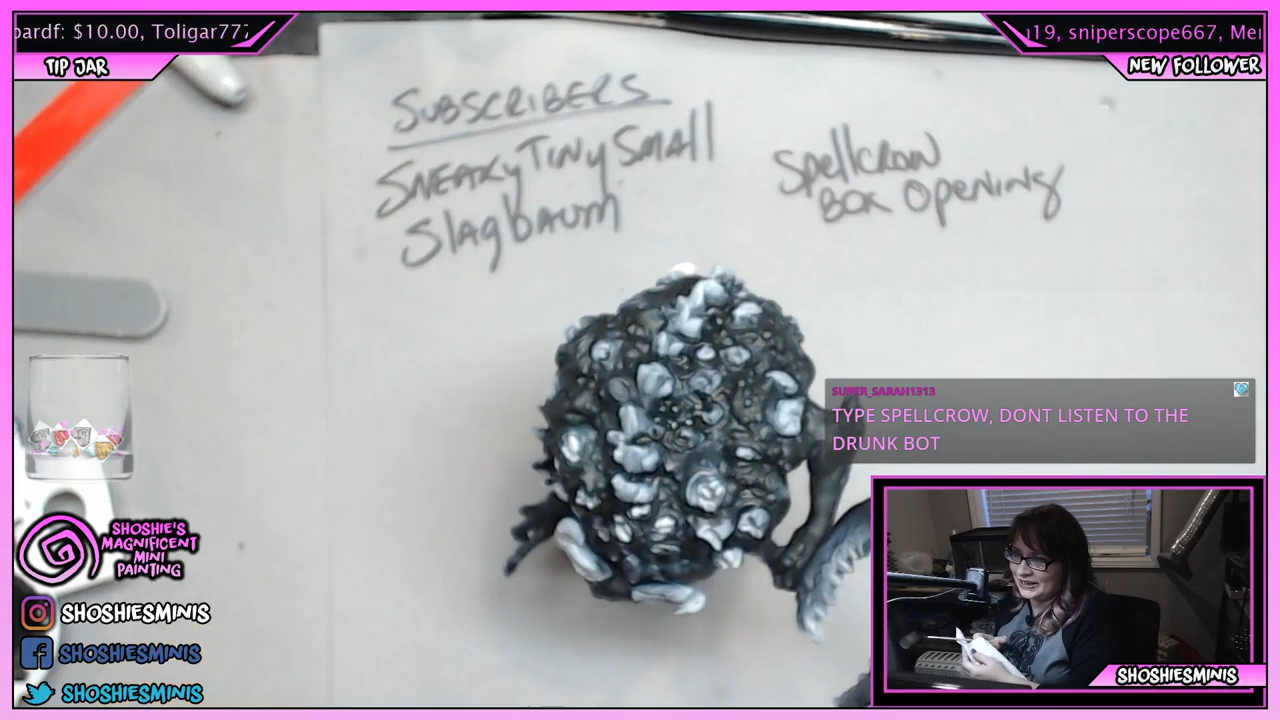 ardf: $10.00, Toligar777
19, sniperscope667, Me
TIP JAR
NEW FOLLOWER
SUBSCRIBERS
SNEAKYTINYSMALL
Slagbaum
Spellcrow
Box Opening
SUPER_SARAH1313
TYPE SPELLCROW, DONT LISTEN TO THE
DRUNK BOT
SHOSHIE'S
MAGNIFICENT
MINI
PAINTING
SHOSHIESMINIS
SHOSHIESMINIS
SHOSHIESMINIS
SHOSHIESMINIS